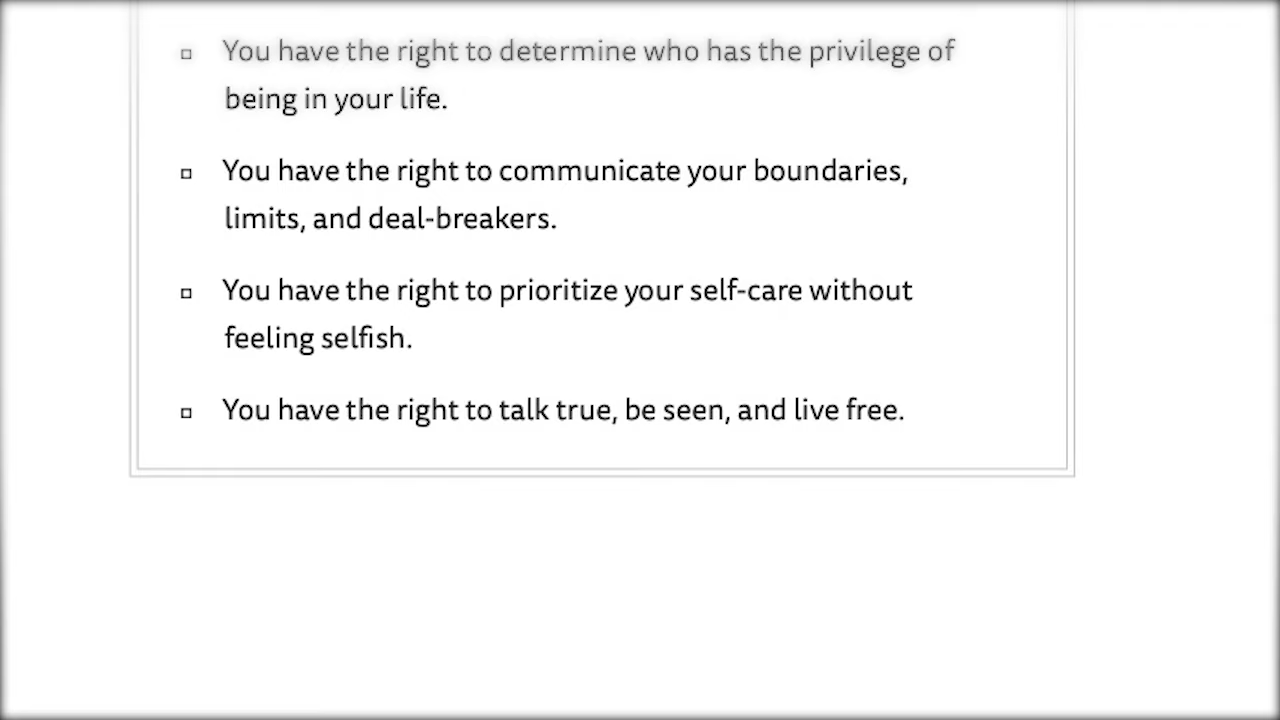 You have the right to determine who has the privilege of
being in your life.
You have the right to communicate your boundaries,
limits, and deal-breakers.
You have the right to prioritize your self-care without
feeling selfish.
You have the right to talk true, be seen, and live free.